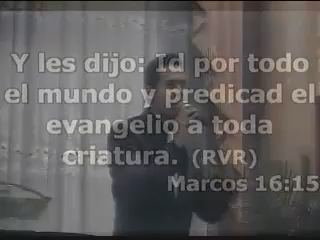 Y les dijo: Id por todo
el mundo y predicad el
evangelio a toda
criatura. (RVR)
Marcos 16:15